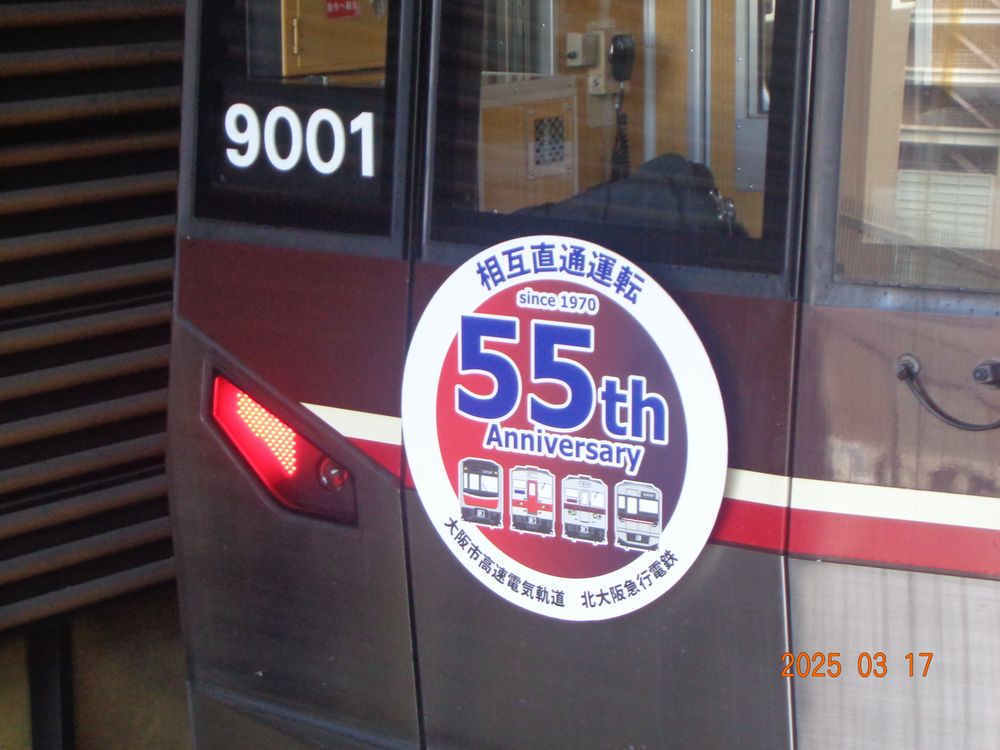 9001
相互直通運転
since 1970
55th
Anniversary
大阪市高速電気軌道 北大阪急行電鉄
2025 03 17